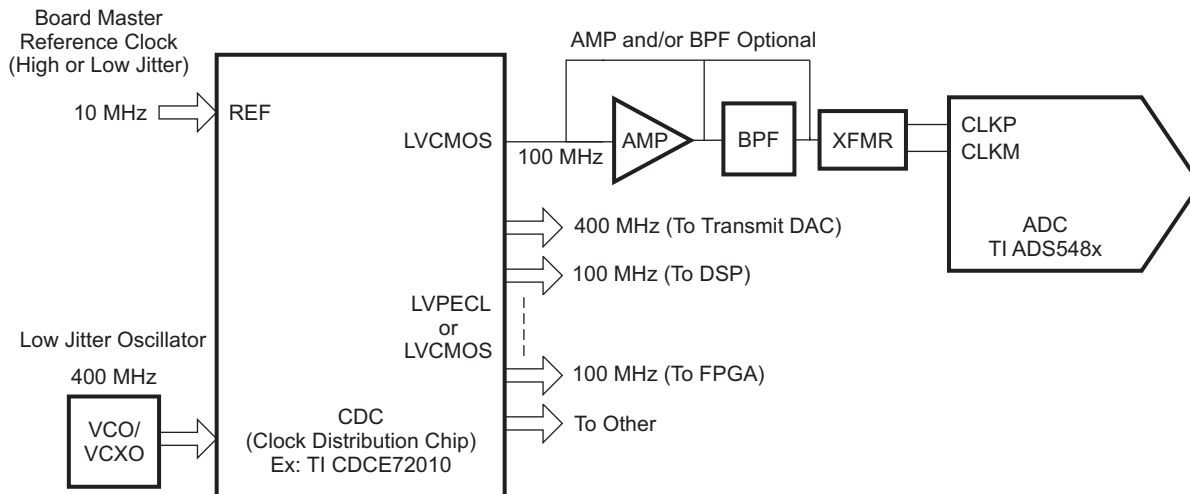 Board Master
Reference Clock
(High or Low Jitter)
10 MHz
REF
LVCMOS
100 MHz
AMP and/or BPF Optional
AMP
BPF
XFMR
CLKP
CLKM
ADC
TI ADS548x
400 MHz (To Transmit DAC)
100 MHz (To DSP)
LVPECL
or
LVCMOS
100 MHz (To FPGA)
To Other
Low Jitter Oscillator
400 MHz
VCO/
VCXO
CDC
(Clock Distribution Chip)
Ex: TI CDCE72010